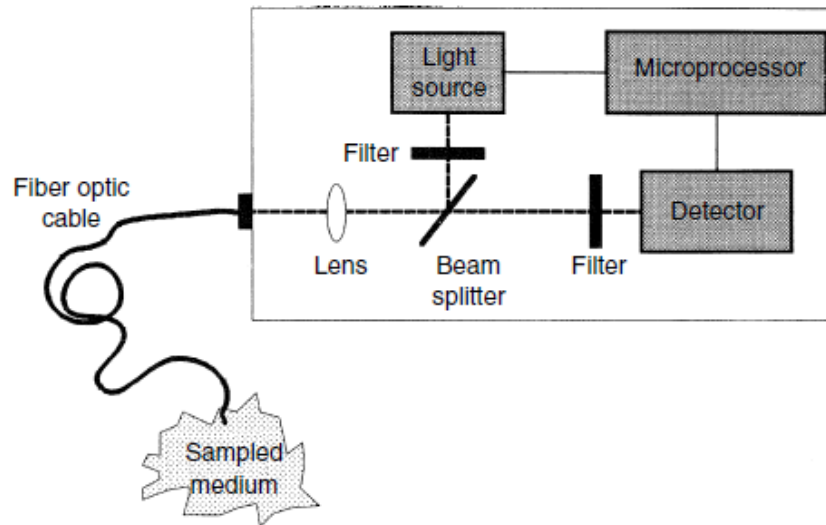 Light
source
Microprocessor
Filter
Fiber optic
cable
Detector
Lens
Beam
splitter
Filter
Sampled
medium